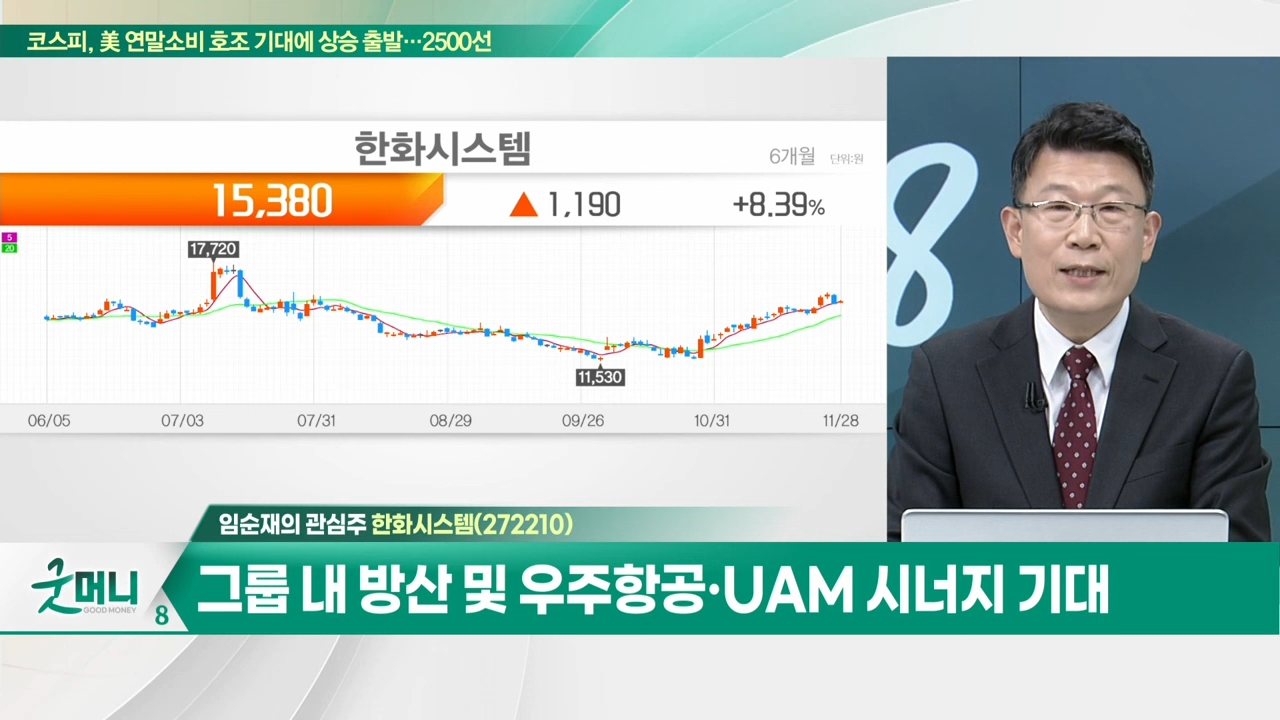 코스피, 美 연말소비 호조 기대에 상승 출발…2500선
한화시스템
6개월 단위:원
15,380 ▲ 1,190 +8.39%
5
20
17,720
11,530
06/05 07/03 07/31 08/29 09/26 10/31 11/28
8
임순재의 관심주 한화시스템(272210)
굿머니
GOOD MONEY
8
그룹 내 방산 및 우주항공·UAM 시너지 기대